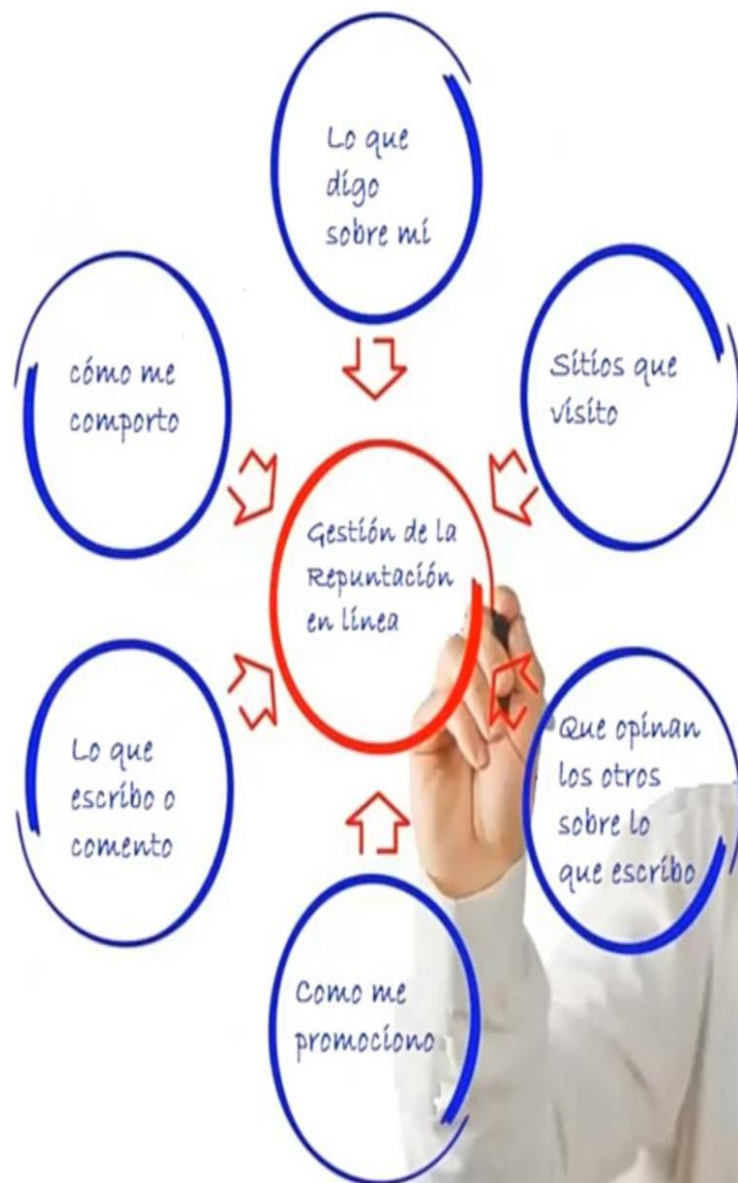 Lo que
digo
sobre mi
Sitios que
visito
cómo me
comporto
Gestión de la
Repuntación
en línea
Que opinan
los otros
sobre lo
que escribo
Lo que
escribo o
comento
Como me
promociono